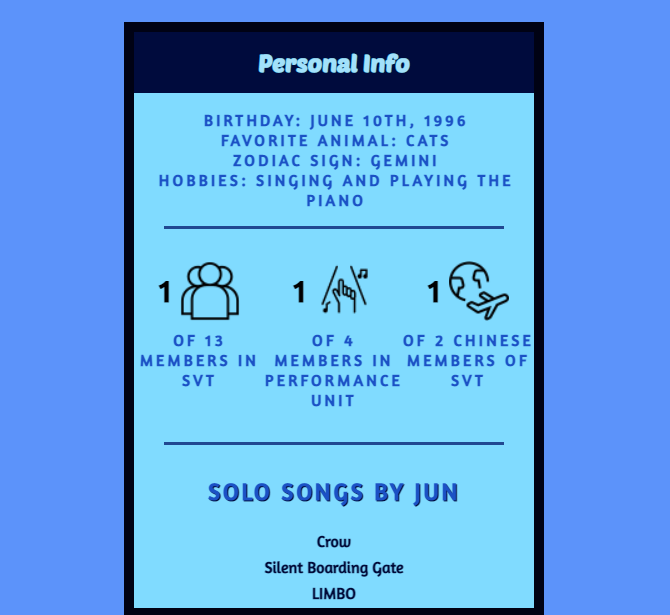 Personal Info
BIRTHDAY: JUNE 10TH, 1996
FAVORITE ANIMAL: CATS
ZODIAC SIGN: GEMINI
HOBBIES: SINGING AND PLAYING THE
PIANO
1
OF 13
MEMBERS IN
SVT
1
OF 4
MEMBERS IN
PERFORMANCE
UNIT
1
OF 2 CHINESE
MEMBERS OF
SVT
SOLO SONGS BY JUN
Crow
Silent Boarding Gate
LIMBO